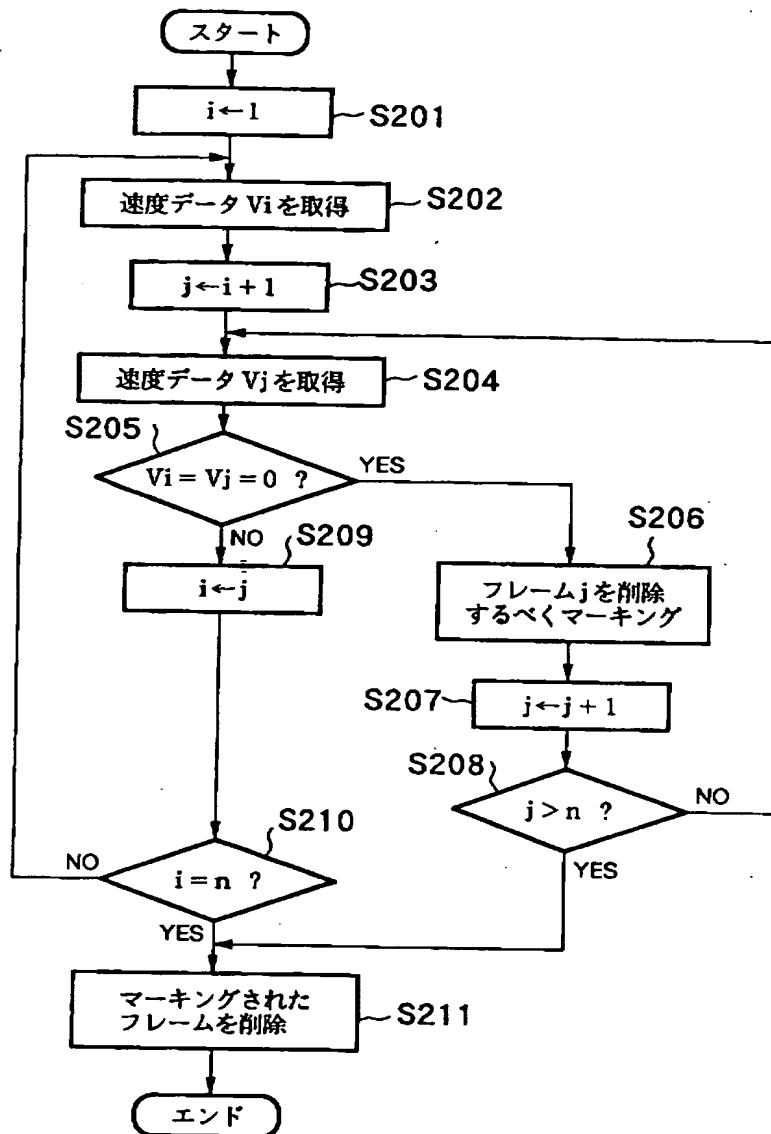 スタート
i←1
S201
速度データViを取得
S202
j←i+1
S203
速度データVjを取得
S204
S205
Vi=Vj=0 ?
YES
NO
S209
i←j
S206
フレームjを削除
するべくマーキング
S207
j←j+1
S208
j>n ?
NO
YES
S210
NO
i=n ?
YES
マーキングされた
フレームを削除
S211
エンド